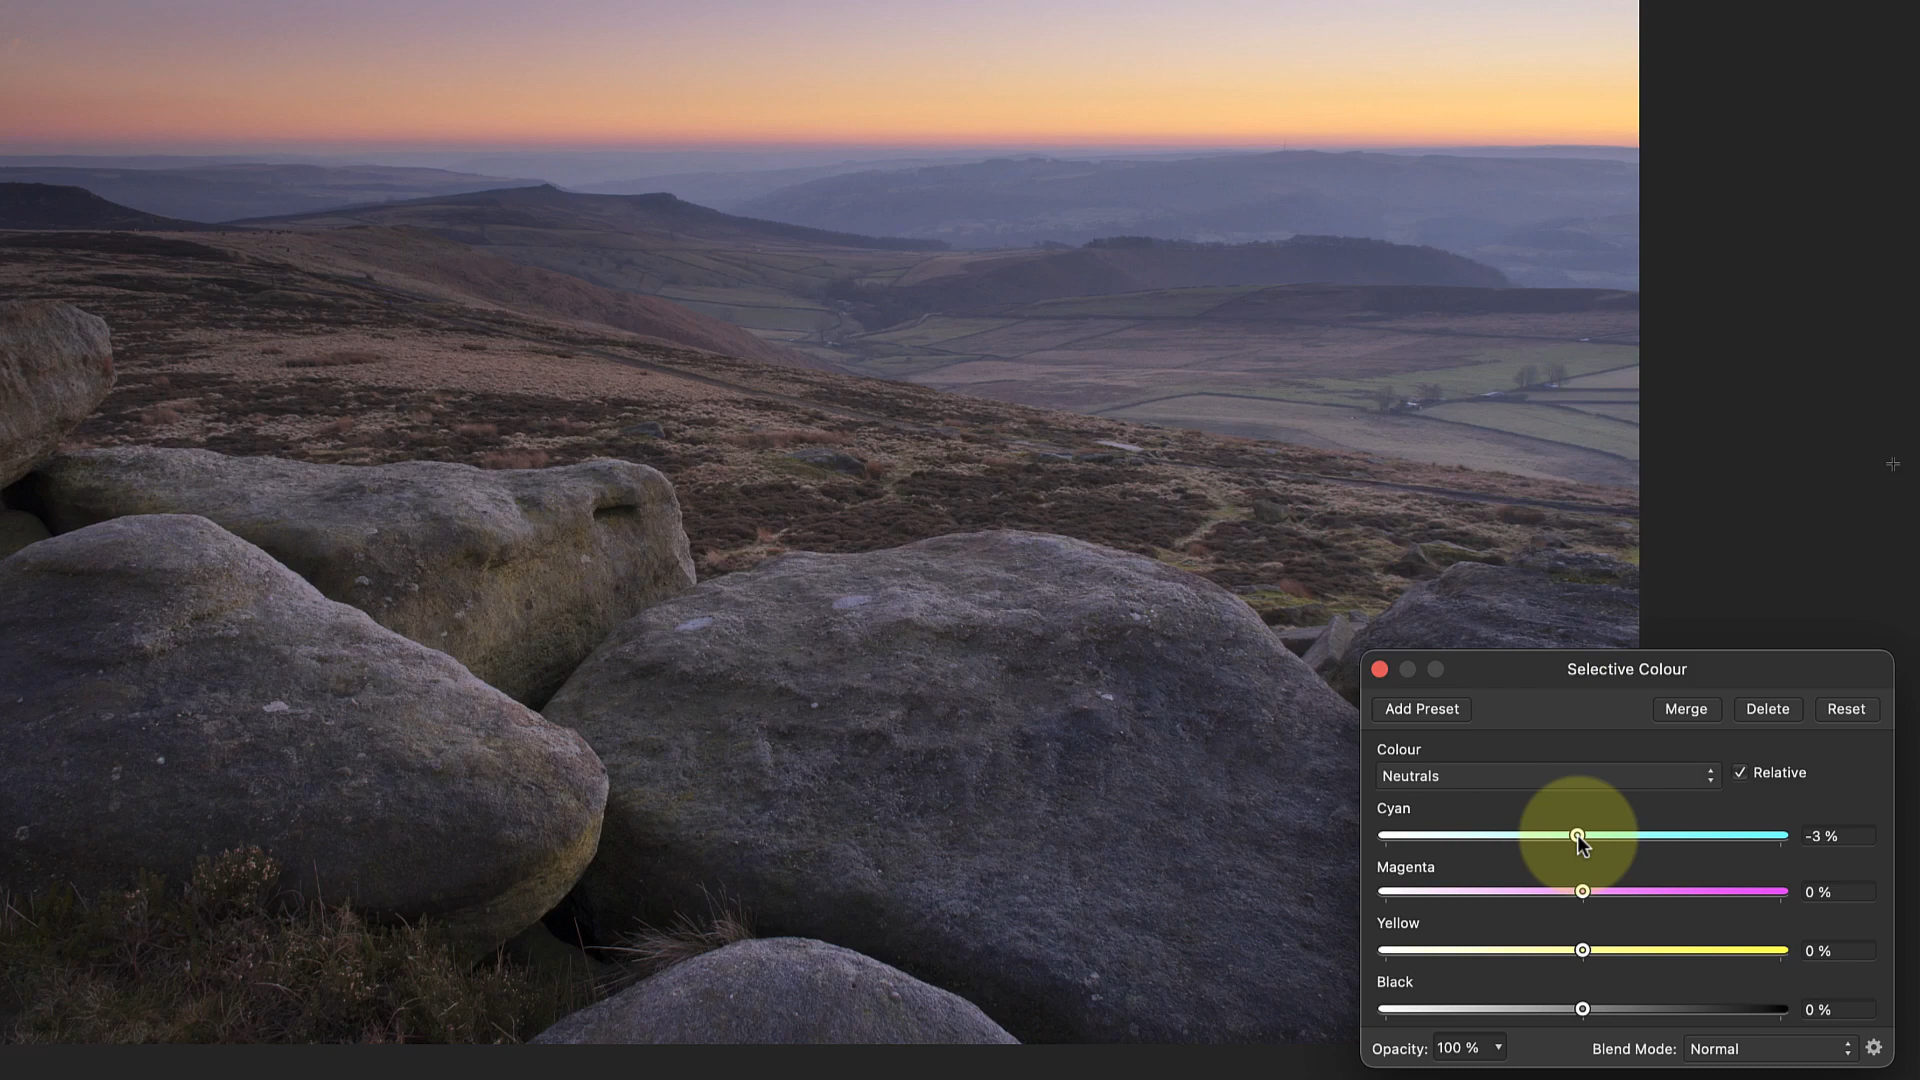 Selective Colour
Add Preset
Merge
Delete
Reset
Colour
Neutrals
Relative
Cyan
-3 %
Magenta
0 %
Yellow
0 %
Black
0 %
Opacity: 100 %
Blend Mode: Normal